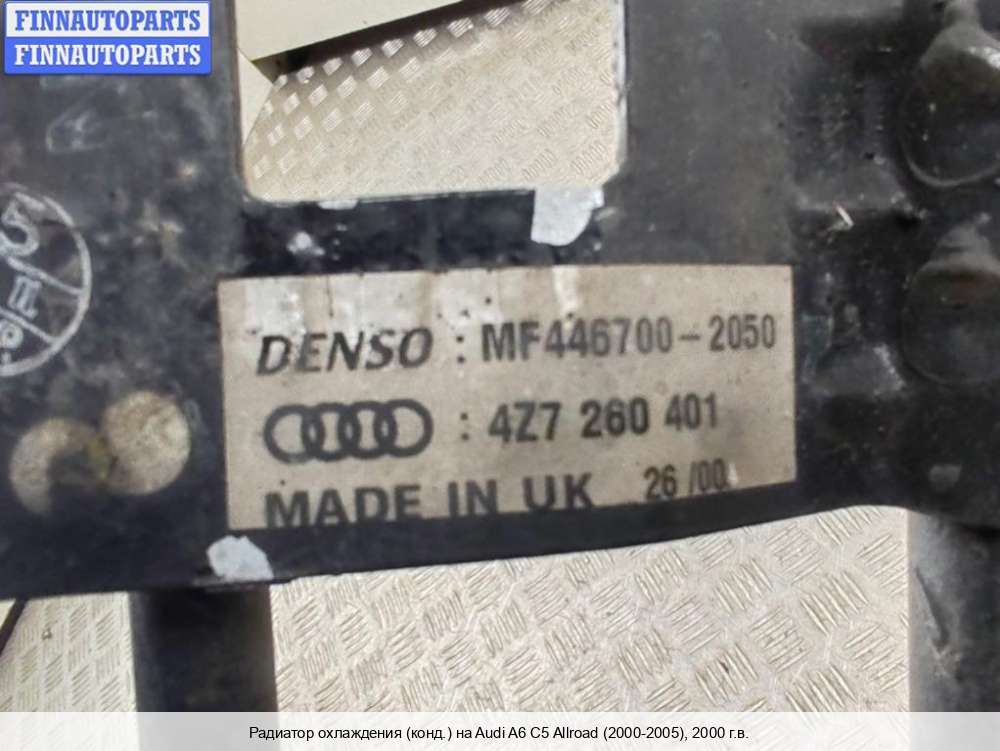 FINNAUTOPARTS
FINNAUTOPARTS
DENSO : MF446700-2050
: 4Z7 260 401
MADE IN UK 26/00
Радиатор охлаждения (конд.) на Audi A6 C5 Allroad (2000-2005), 2000 г.в.